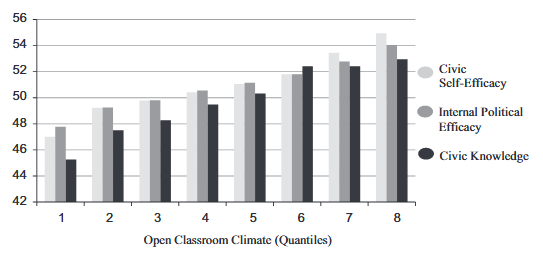 56
54
52
50
48
46
44
42
1 2 3 4 5 6 7 8
Open Classroom Climate (Quantiles)
Civic
Self-Efficacy
Internal Political
Efficacy
Civic Knowledge